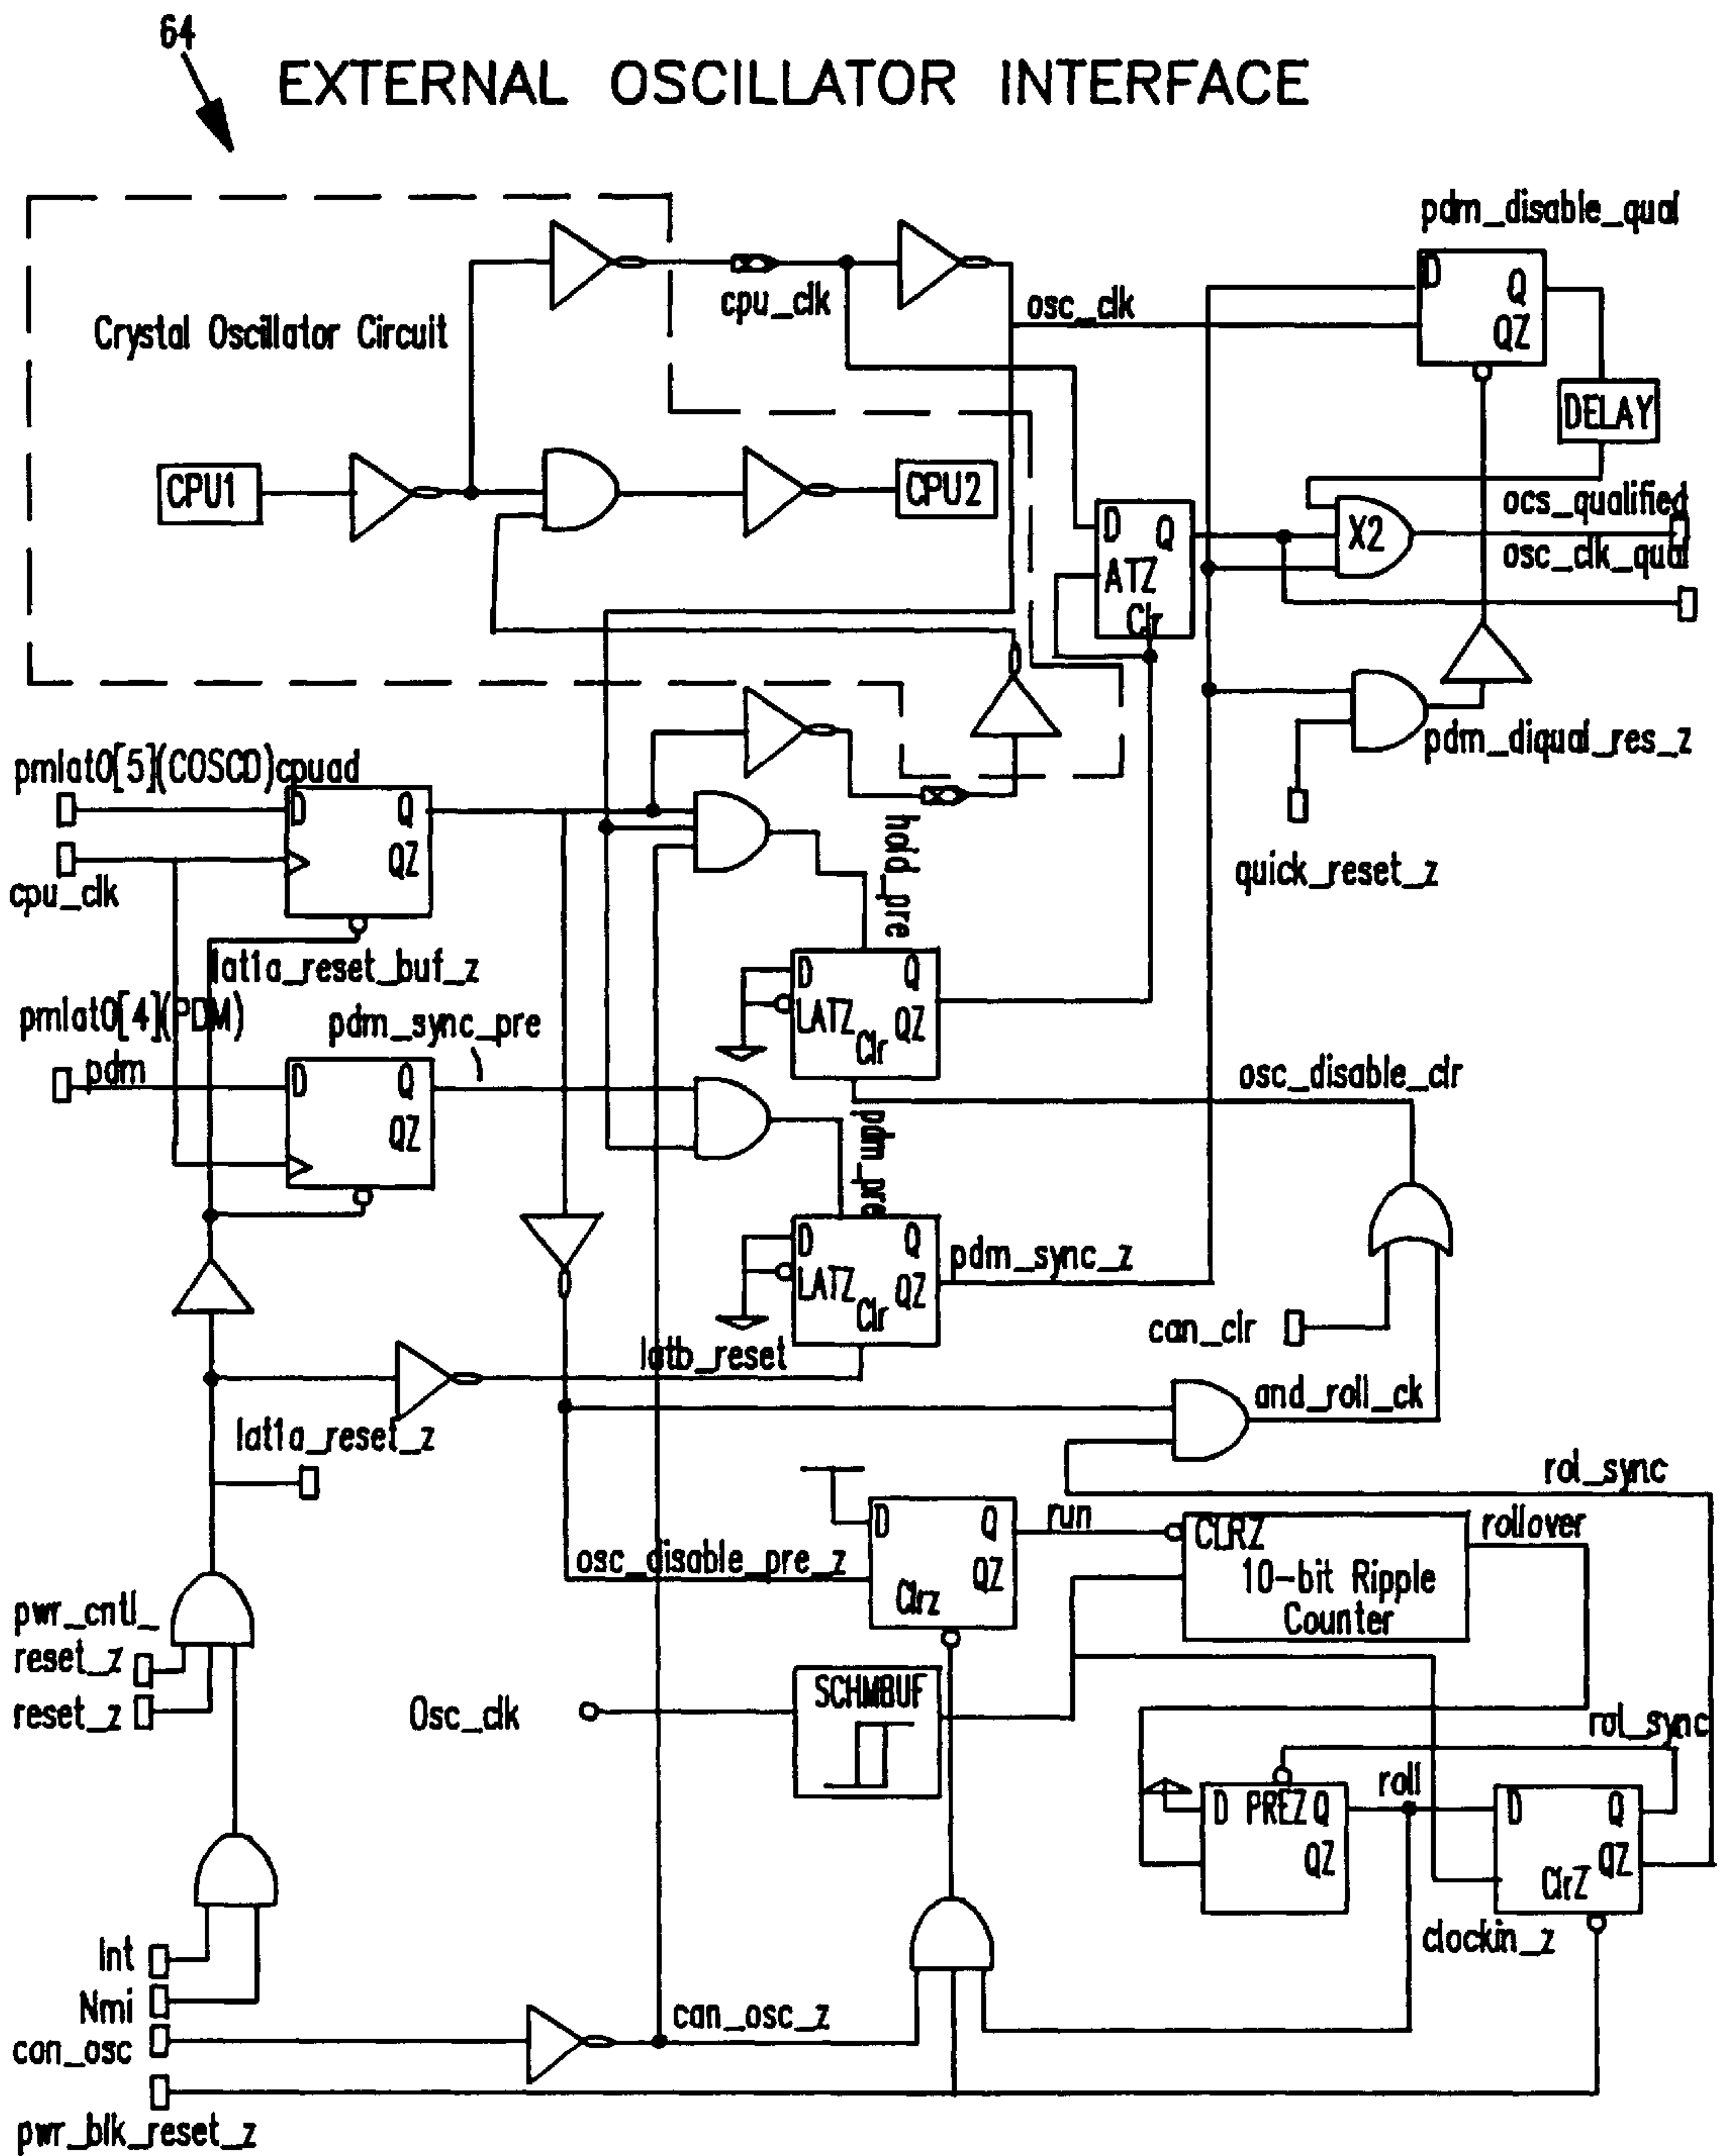 64
EXTERNAL OSCILLATOR INTERFACE
pdm_disable_qual
D Q
QZ
cpu_clk
osc_clk
Crystal Oscillator Circuit
DELAY
CPU1
CPU2
D Q
ATZ
Clr
X2
ocs_qualified
osc_clk_qual
pdm_diqual_res_z
pmlat0[5](COSCD)cpuad
D Q
QZ
cpu_clk
hold_pre
quick_reset_z
lat1a_reset_buf_z
D Q
LATZ QZ
Clr
pmlat0[4](PDM)
pdm_sync_pre
pdm
D Q
QZ
osc_disable_clr
pdm_pre
D Q
LATZ QZ
Clr
pdm_sync_z
can_clr
latb_reset
and_roll_ck
lat1a_reset_z
rol_sync
D Q
QZ
Clrz
run
CLRZ
10-bit Ripple
Counter
rollover
osc_disable_pre_z
pwr_cntl_
reset_z
reset_z
SCHMBUF
Osc_clk
rol_sync
roll
D PREZ Q
QZ
D Q
QZ
ClrZ
clockin_z
Int
Nmi
can_osc
can_osc_z
pwr_blk_reset_z